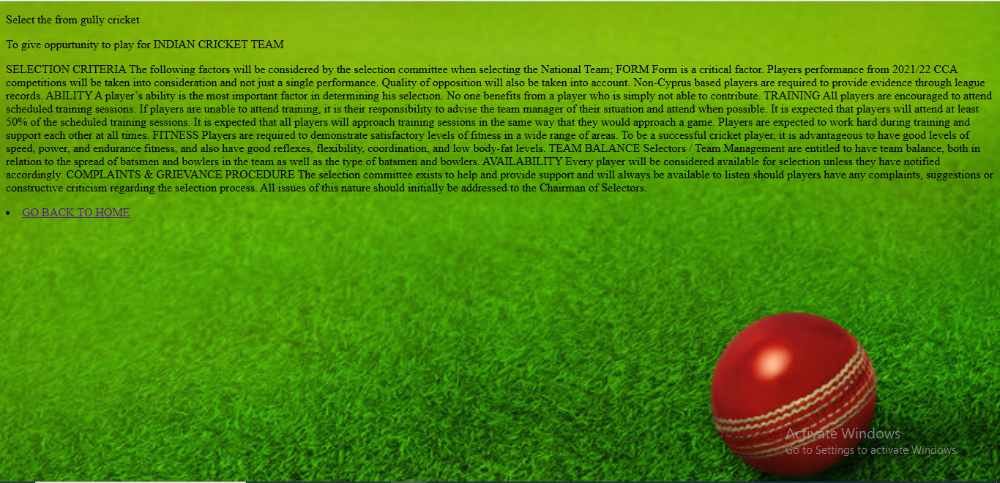 Select the from gully cricket
To give oppurtunity to play for INDIAN CRICKET TEAM
SELECTION CRITERIA The following factors will be considered by the selection committee when selecting the National Team; FORM Form is a critical factor. Players performance from 2021/22 CCA
competitions will be taken into consideration and not just a single performance. Quality of opposition will also be taken into account. Non-Cyprus based players are required to provide evidence through league
records. ABILITY A player’s ability is the most important factor in determining his selection. No one benefits from a player who is simply not able to contribute. TRAINING All players are encouraged to attend
scheduled training sessions. If players are unable to attend training, it is their responsibility to advise the team manager of their situation and attend when possible. It is expected that players will attend at least
50% of the scheduled training sessions. It is expected that all players will approach training sessions in the same way that they would approach a game. Players are expected to work hard during training and
support each other at all times. FITNESS Players are required to demonstrate satisfactory levels of fitness in a wide range of areas. To be a successful cricket player, it is advantageous to have good levels of
speed, power, and endurance fitness, and also have good reflexes, flexibility, coordination, and low body-fat levels. TEAM BALANCE Selectors / Team Management are entitled to have team balance, both in
relation to the spread of batsmen and bowlers in the team as well as the type of batsmen and bowlers. AVAILABILITY Every player will be considered available for selection unless they have notified
accordingly. COMPLAINTS & GRIEVANCE PROCEDURE The selection committee exists to help and provide support and will always be available to listen should players have any complaints, suggestions or
constructive criticism regarding the selection process. All issues of this nature should initially be addressed to the Chairman of Selectors.
• GO BACK TO HOME
Activate Windows
Go to Settings to activate Windows.